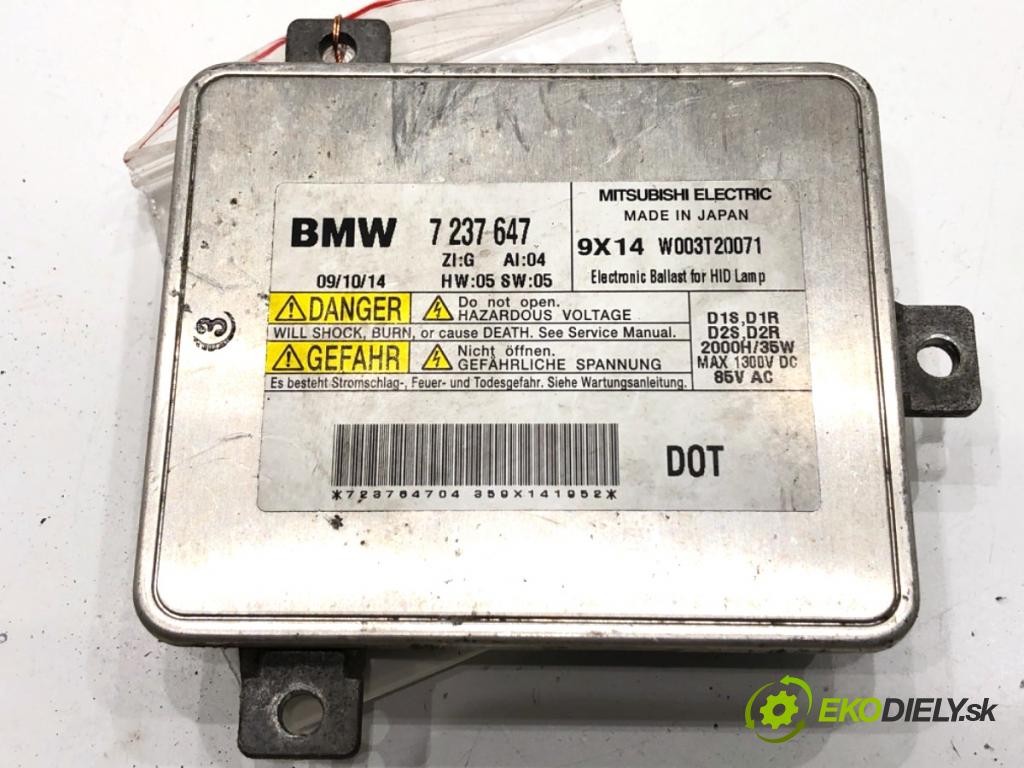 BMW 7 237 647
ZI:G AI:04
09/10/14 HW:05 SW:05
MITSUBISHI ELECTRIC
MADE IN JAPAN
9X14 W003T20071
Electronic Ballast for HID Lamp
DANGER Do not open.
HAZARDOUS VOLTAGE
WILL SHOCK, BURN, or cause DEATH. See Service Manual.
GEFAHR Nicht öffnen.
GEFÄHRLICHE SPANNUNG
Es besteht Stromschlag-, Feuer- und Todesgefahr. Siehe Wartungsanleitung.
D1S,D1R
D2S,D2R
2000H/35W
MAX 1300V DC
85V AC
*723764704 359X141952*
DOT
3
EKODIELY.sk